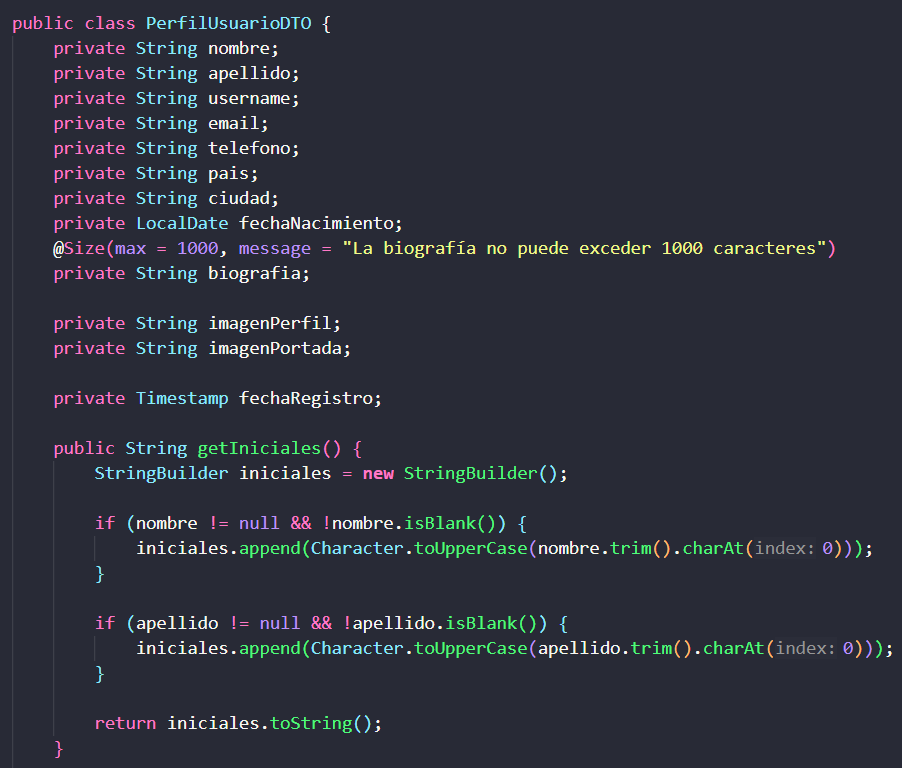 public class PerfilUsuarioDTO {
    private String nombre;
    private String apellido;
    private String username;
    private String email;
    private String telefono;
    private String pais;
    private String ciudad;
    private LocalDate fechaNacimiento;
    @Size(max = 1000, message = "La biografía no puede exceder 1000 caracteres")
    private String biografia;

    private String imagenPerfil;
    private String imagenPortada;

    private Timestamp fechaRegistro;

    public String getIniciales() {
        StringBuilder iniciales = new StringBuilder();

        if (nombre != null && !nombre.isBlank()) {
            iniciales.append(Character.toUpperCase(nombre.trim().charAt(index: 0)));
        }

        if (apellido != null && !apellido.isBlank()) {
            iniciales.append(Character.toUpperCase(apellido.trim().charAt(index: 0)));
        }

        return iniciales.toString();
    }